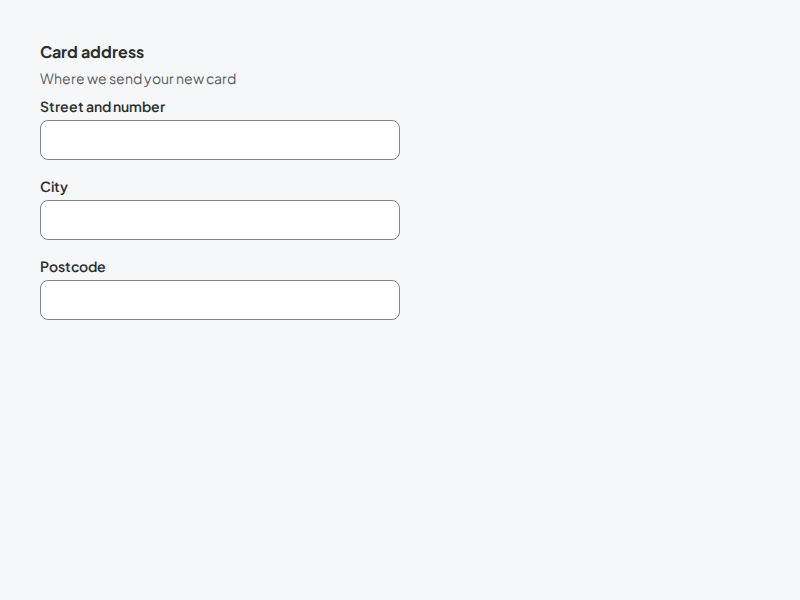 Card address
Where we send your new card
Street and number
City
Postcode